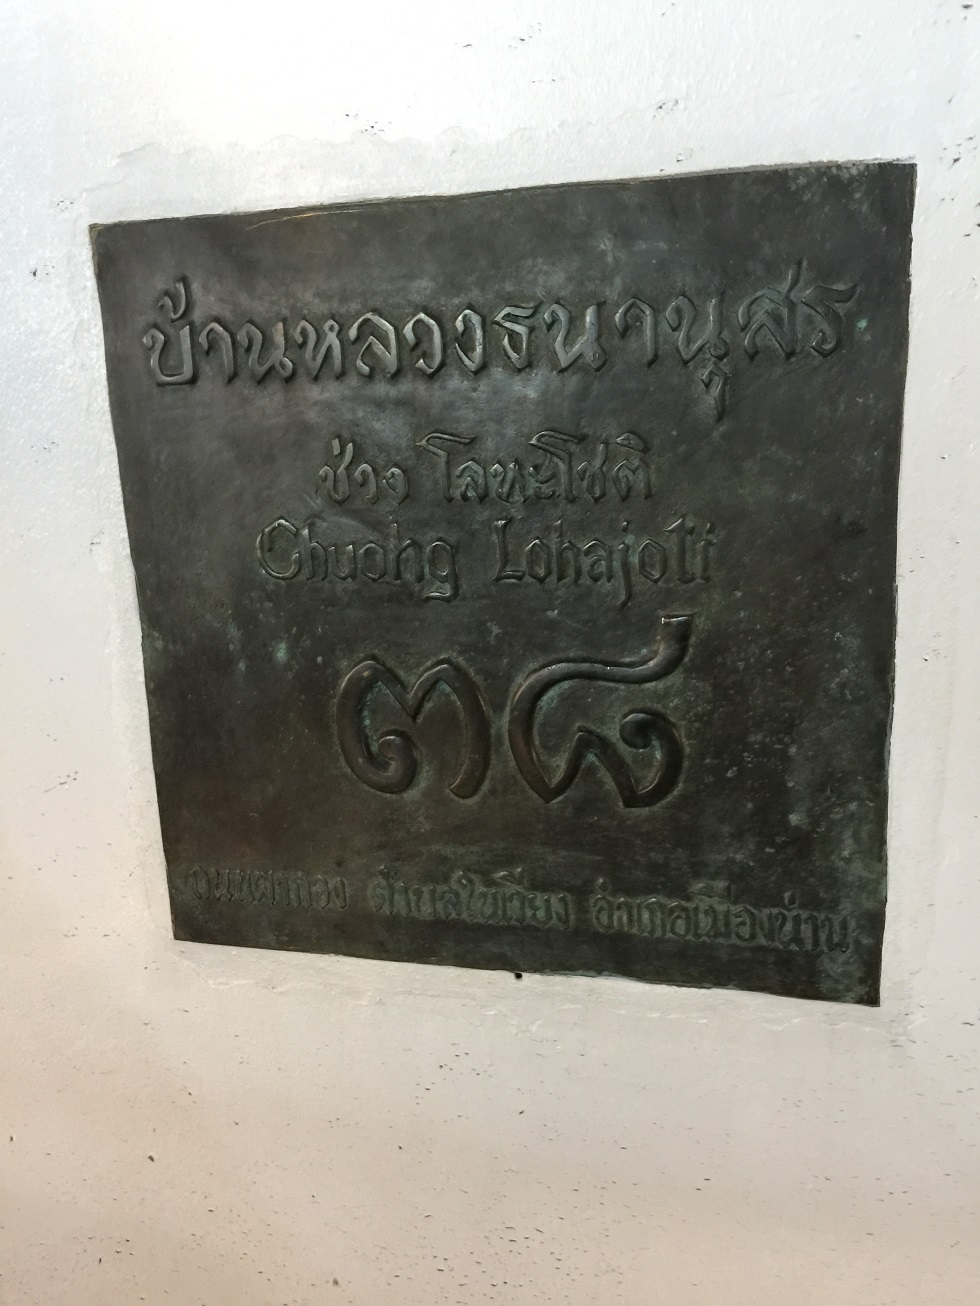 บ้านหลวงธนานุสร
ช่วง โลหะโชติ
Chuohg Lohajoti
๓๘
ถนนผากอง ตำบลในเวียง อำเภอเมืองน่าน